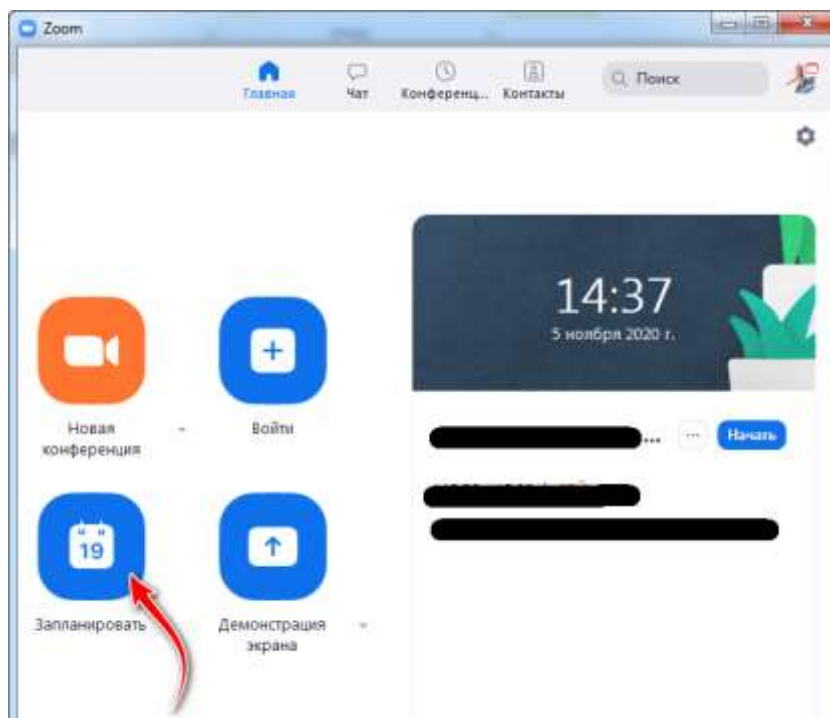 Zoom
Главная
Чат
Конференц...
Контакты
Поиск
14:37
5 ноября 2020 г.
Новая
конференция
Войти
...
Начать
19
Запланировать
Демонстрация
экрана